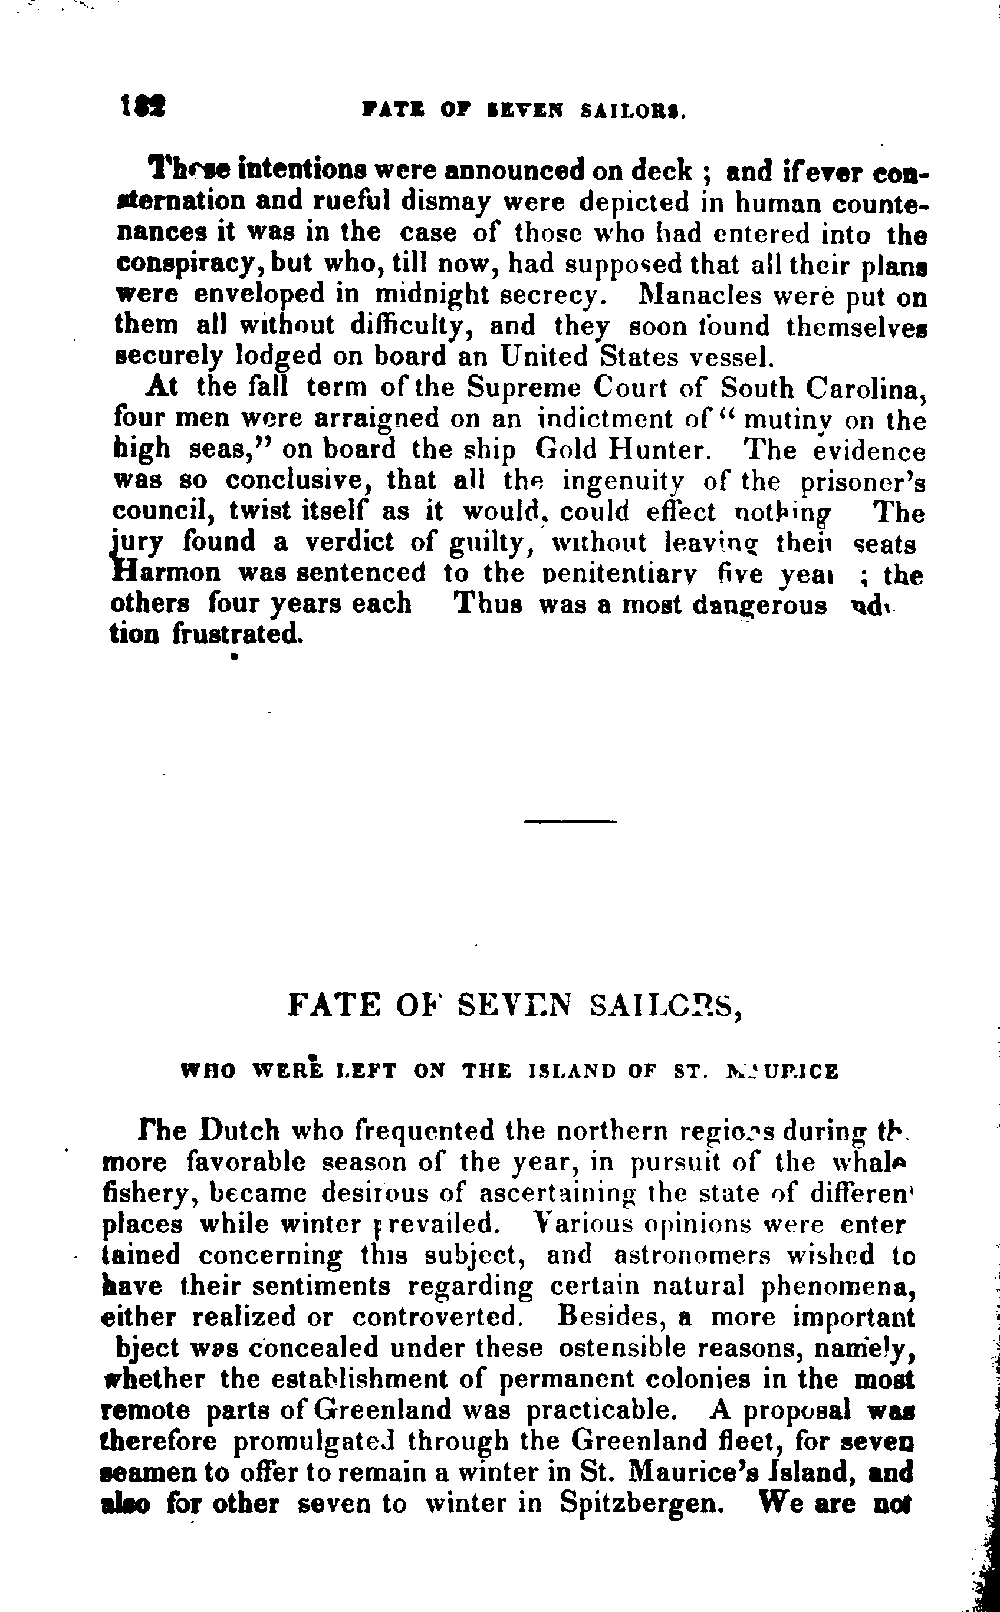 182 FATE OF SEVEN SAILORS.
These intentions were announced on deck ; and if ever con-
sternation and rueful dismay were depicted in human counte-
nances it was in the case of those who had entered into the
conspiracy, but who, till now, had supposed that all their plans
were enveloped in midnight secrecy. Manacles were put on
them all without difficulty, and they soon found themselves
securely lodged on board an United States vessel.
At the fall term of the Supreme Court of South Carolina,
four men were arraigned on an indictment of “ mutiny on the
high seas,” on board the ship Gold Hunter. The evidence
was so conclusive, that all the ingenuity of the prisoner's
council, twist itself as it would, could effect nothing The
jury found a verdict of guilty, without leaving their seats
Harmon was sentenced to the penitentiary five ; the
others four years each Thus was a most dangerous
tion frustrated.
FATE OF SEVEN SAILORS,
WHO WERE LEFT ON THE ISLAND OF ST. MAURICE
The Dutch who frequented the northern regions during
more favorable season of the year, in pursuit of the whale
fishery, became desirous of ascertaining the state of different
places while winter prevailed. Various opinions were enter
tained concerning this subject, and astronomers wished to
have their sentiments regarding certain natural phenomena,
either realized or controverted. Besides, a more important
bject was concealed under these ostensible reasons, namely,
whether the establishment of permanent colonies in the most
remote parts of Greenland was practicable. A proposal was
therefore promulgated through the Greenland fleet, for seven
seamen to offer to remain a winter in St. Maurice's Island, and
also for other seven to winter in Spitzbergen. We are not